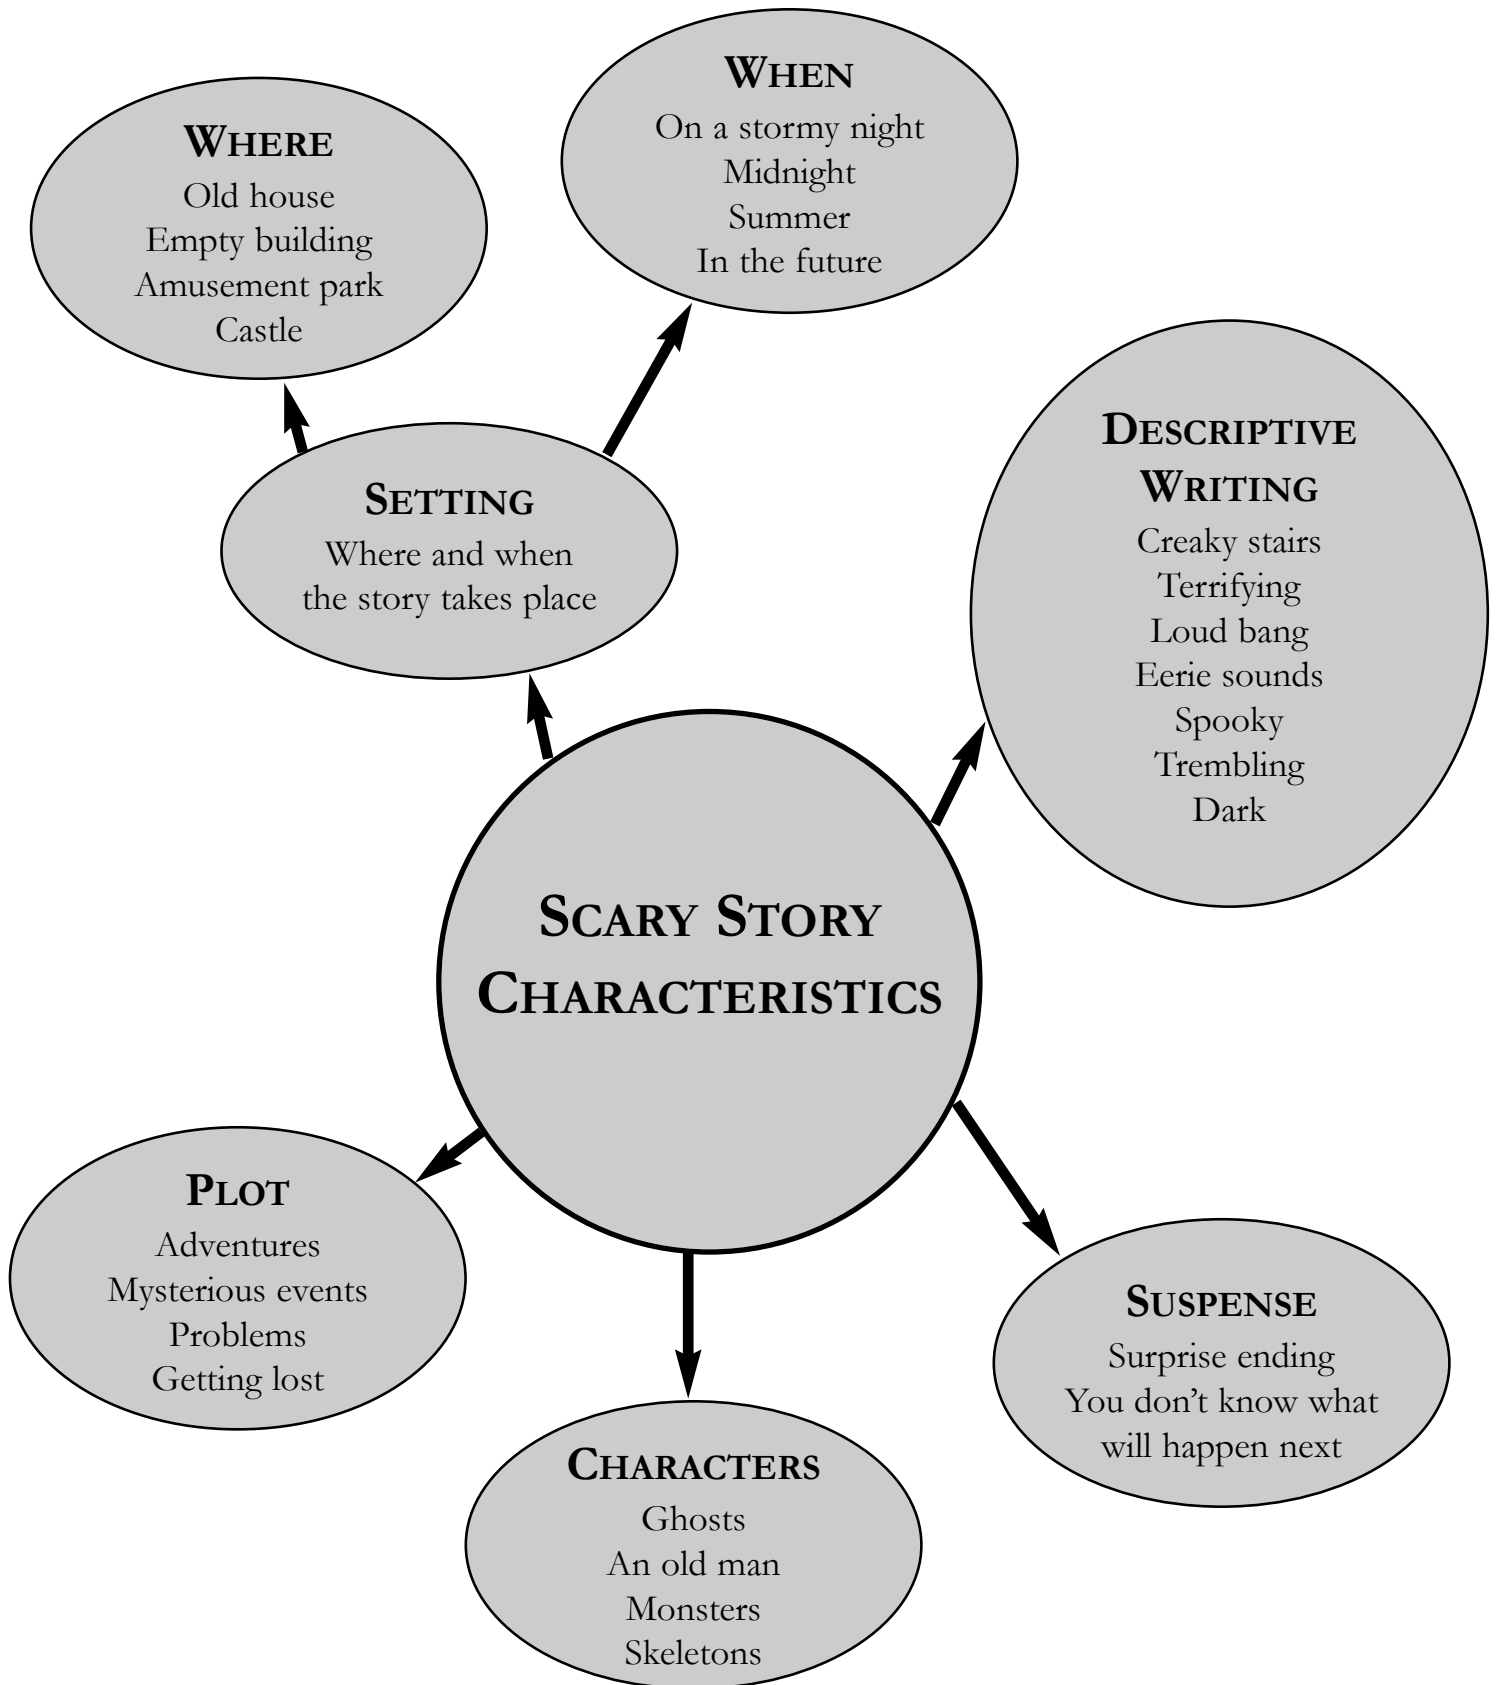 WHEN
On a stormy night
Midnight
Summer
In the future
WHERE
Old house
Empty building
Amusement park
Castle
SETTING
Where and when
the story takes place
DESCRIPTIVE
WRITING
Creaky stairs
Terrifying
Loud bang
Eerie sounds
Spooky
Trembling
Dark
SCARY STORY
CHARACTERISTICS
PLOT
Adventures
Mysterious events
Problems
Getting lost
SUSPENSE
Surprise ending
You don’t know what
will happen next
CHARACTERS
Ghosts
An old man
Monsters
Skeletons